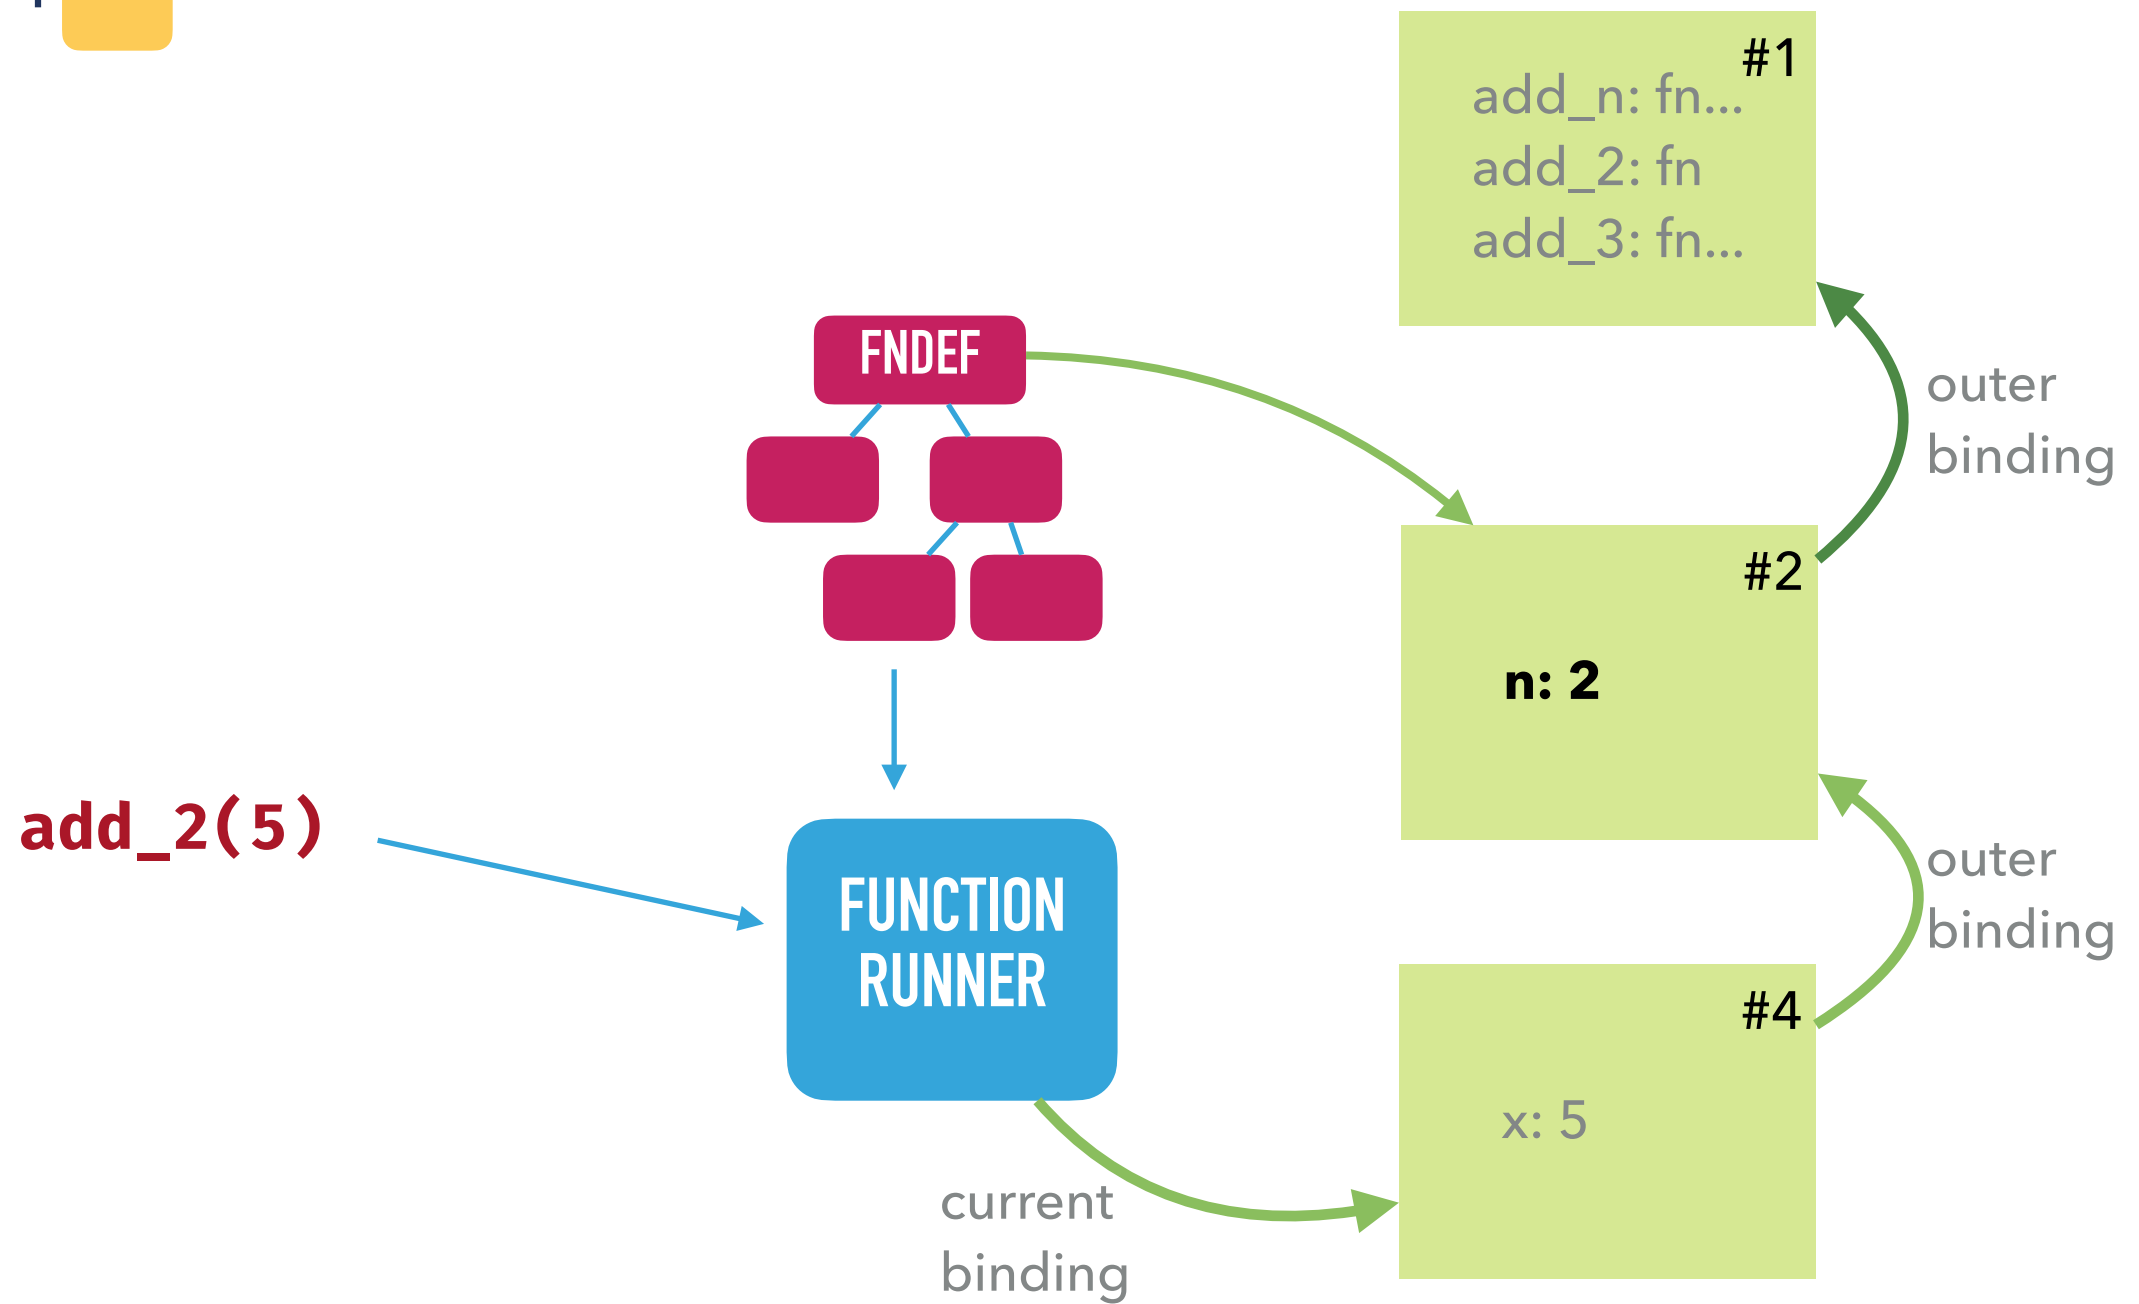 #1
add_n: fn...
add_2: fn
add_3: fn...
FNDEF
outer
binding
#2
n: 2
add_2(5)
FUNCTION
RUNNER
outer
binding
#4
x: 5
current
binding